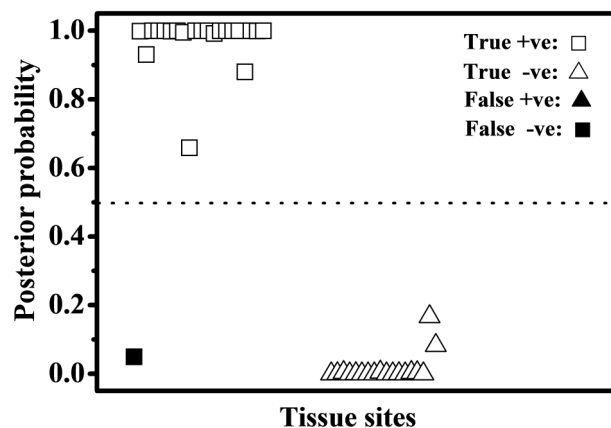 Posterior probability
1.0
0.8
0.6
0.4
0.2
0.0
True +ve:
True -ve:
False +ve:
False -ve:
Tissue sites